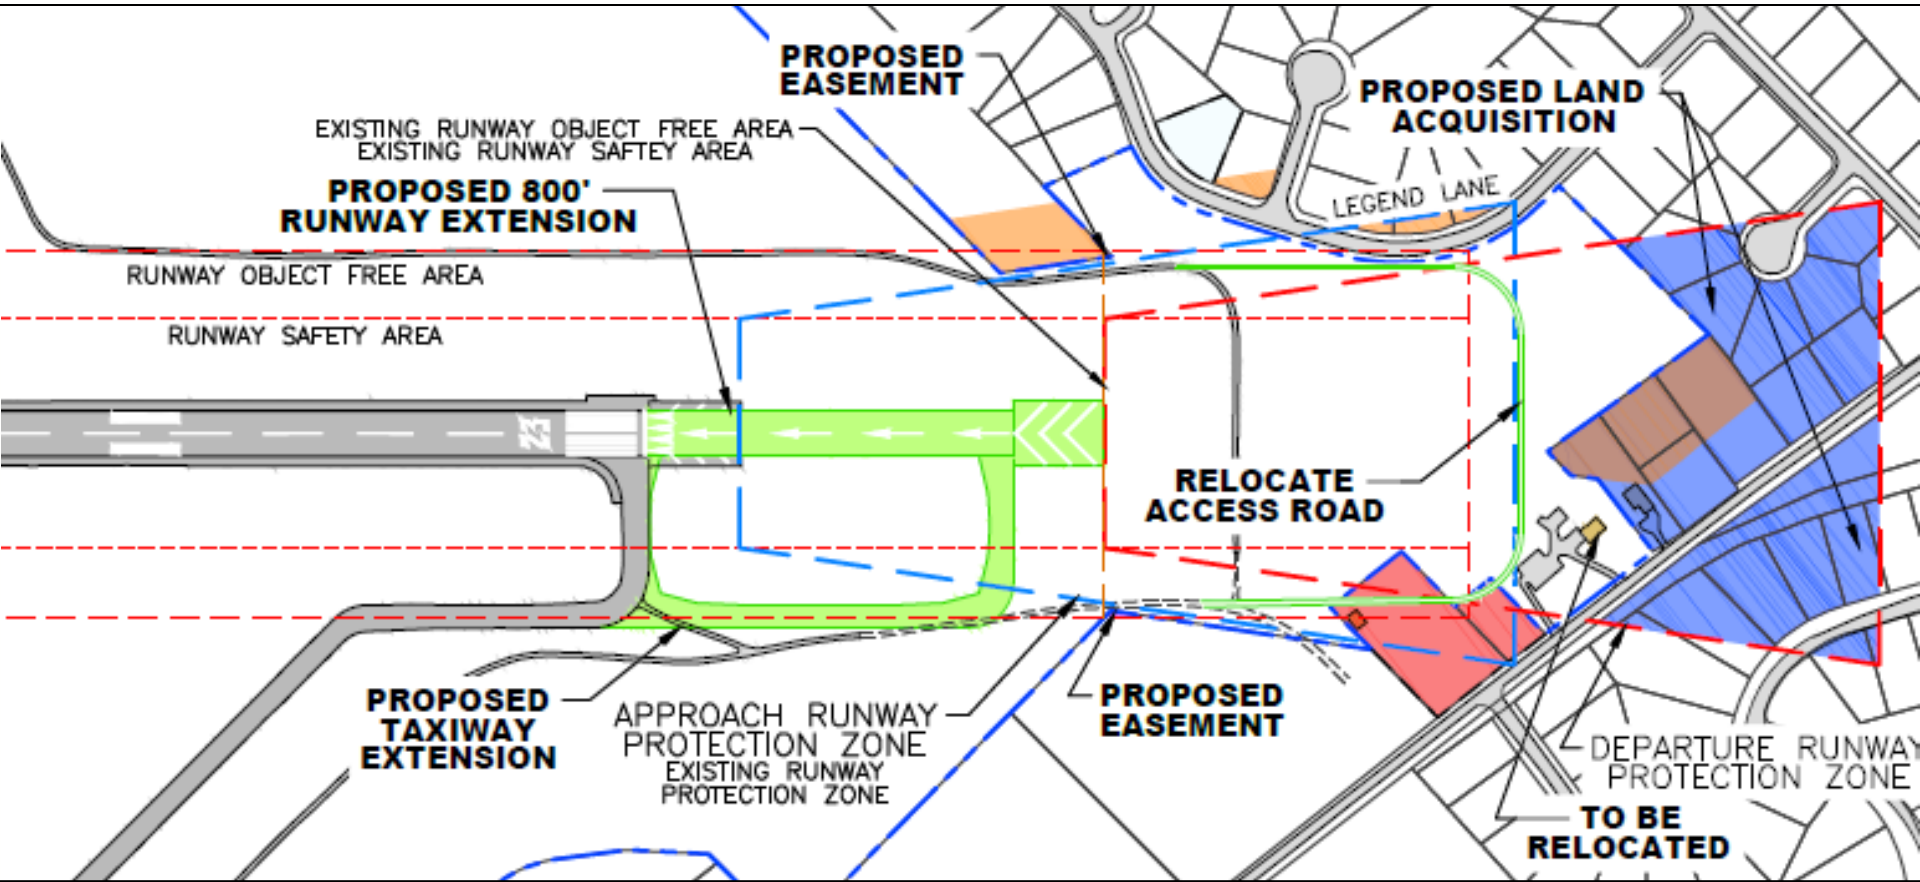 PROPOSED
EASEMENT
PROPOSED LAND
ACQUISITION
EXISTING RUNWAY OBJECT FREE AREA
EXISTING RUNWAY SAFTEY AREA
PROPOSED 800'
RUNWAY EXTENSION
LEGEND LANE
RUNWAY OBJECT FREE AREA
RUNWAY SAFETY AREA
23
RELOCATE
ACCESS ROAD
PROPOSED
TAXIWAY
EXTENSION
APPROACH RUNWAY
PROTECTION ZONE
EXISTING RUNWAY
PROTECTION ZONE
PROPOSED
EASEMENT
DEPARTURE RUNWAY
PROTECTION ZONE
TO BE
RELOCATED